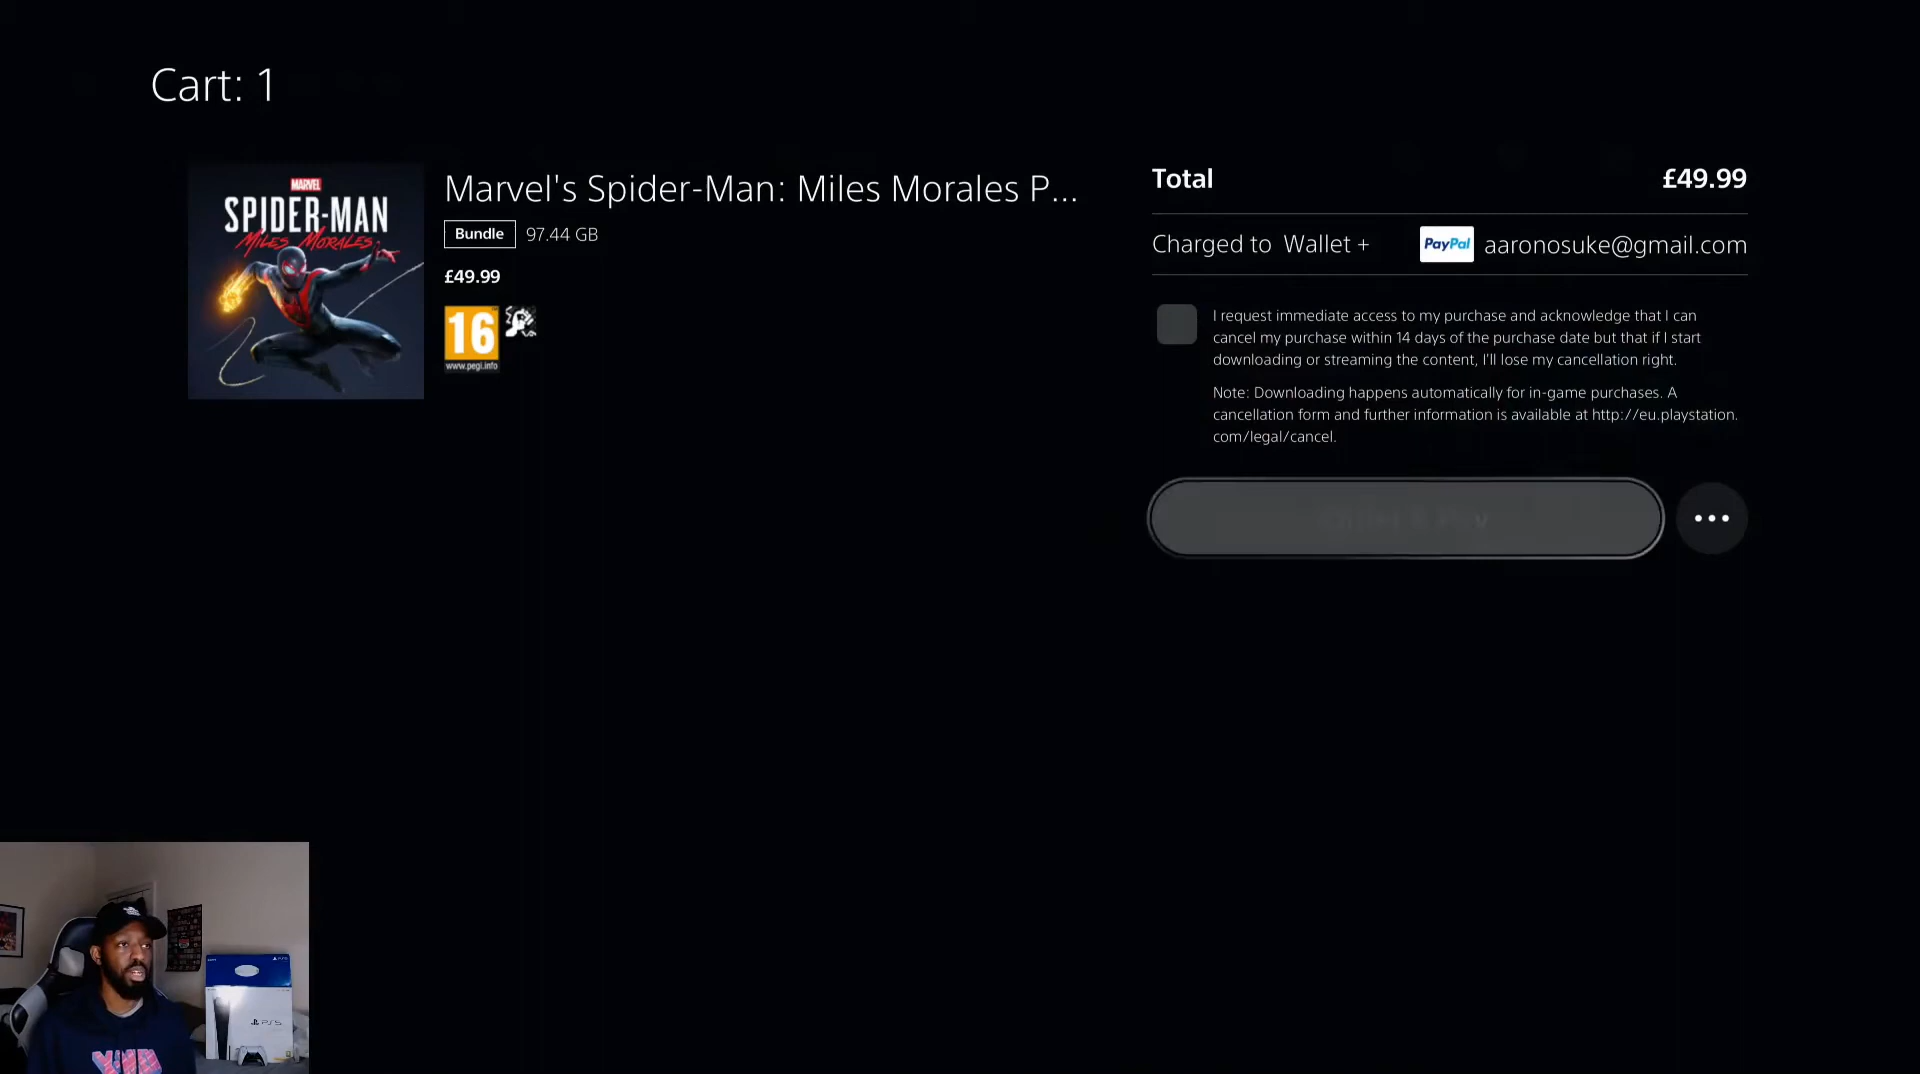 Cart: 1
MARVEL
SPIDER-MAN
MILES MORALES
Marvel's Spider-Man: Miles Morales P...
Bundle 97.44 GB
£49.99
16
www.pegi.info
Total £49.99
Charged to Wallet + PayPal aaronosuke@gmail.com
I request immediate access to my purchase and acknowledge that I can
cancel my purchase within 14 days of the purchase date but that if I start
downloading or streaming the content, I'll lose my cancellation right.
Note: Downloading happens automatically for in-game purchases. A
cancellation form and further information is available at http://eu.playstation.
com/legal/cancel.
PS5